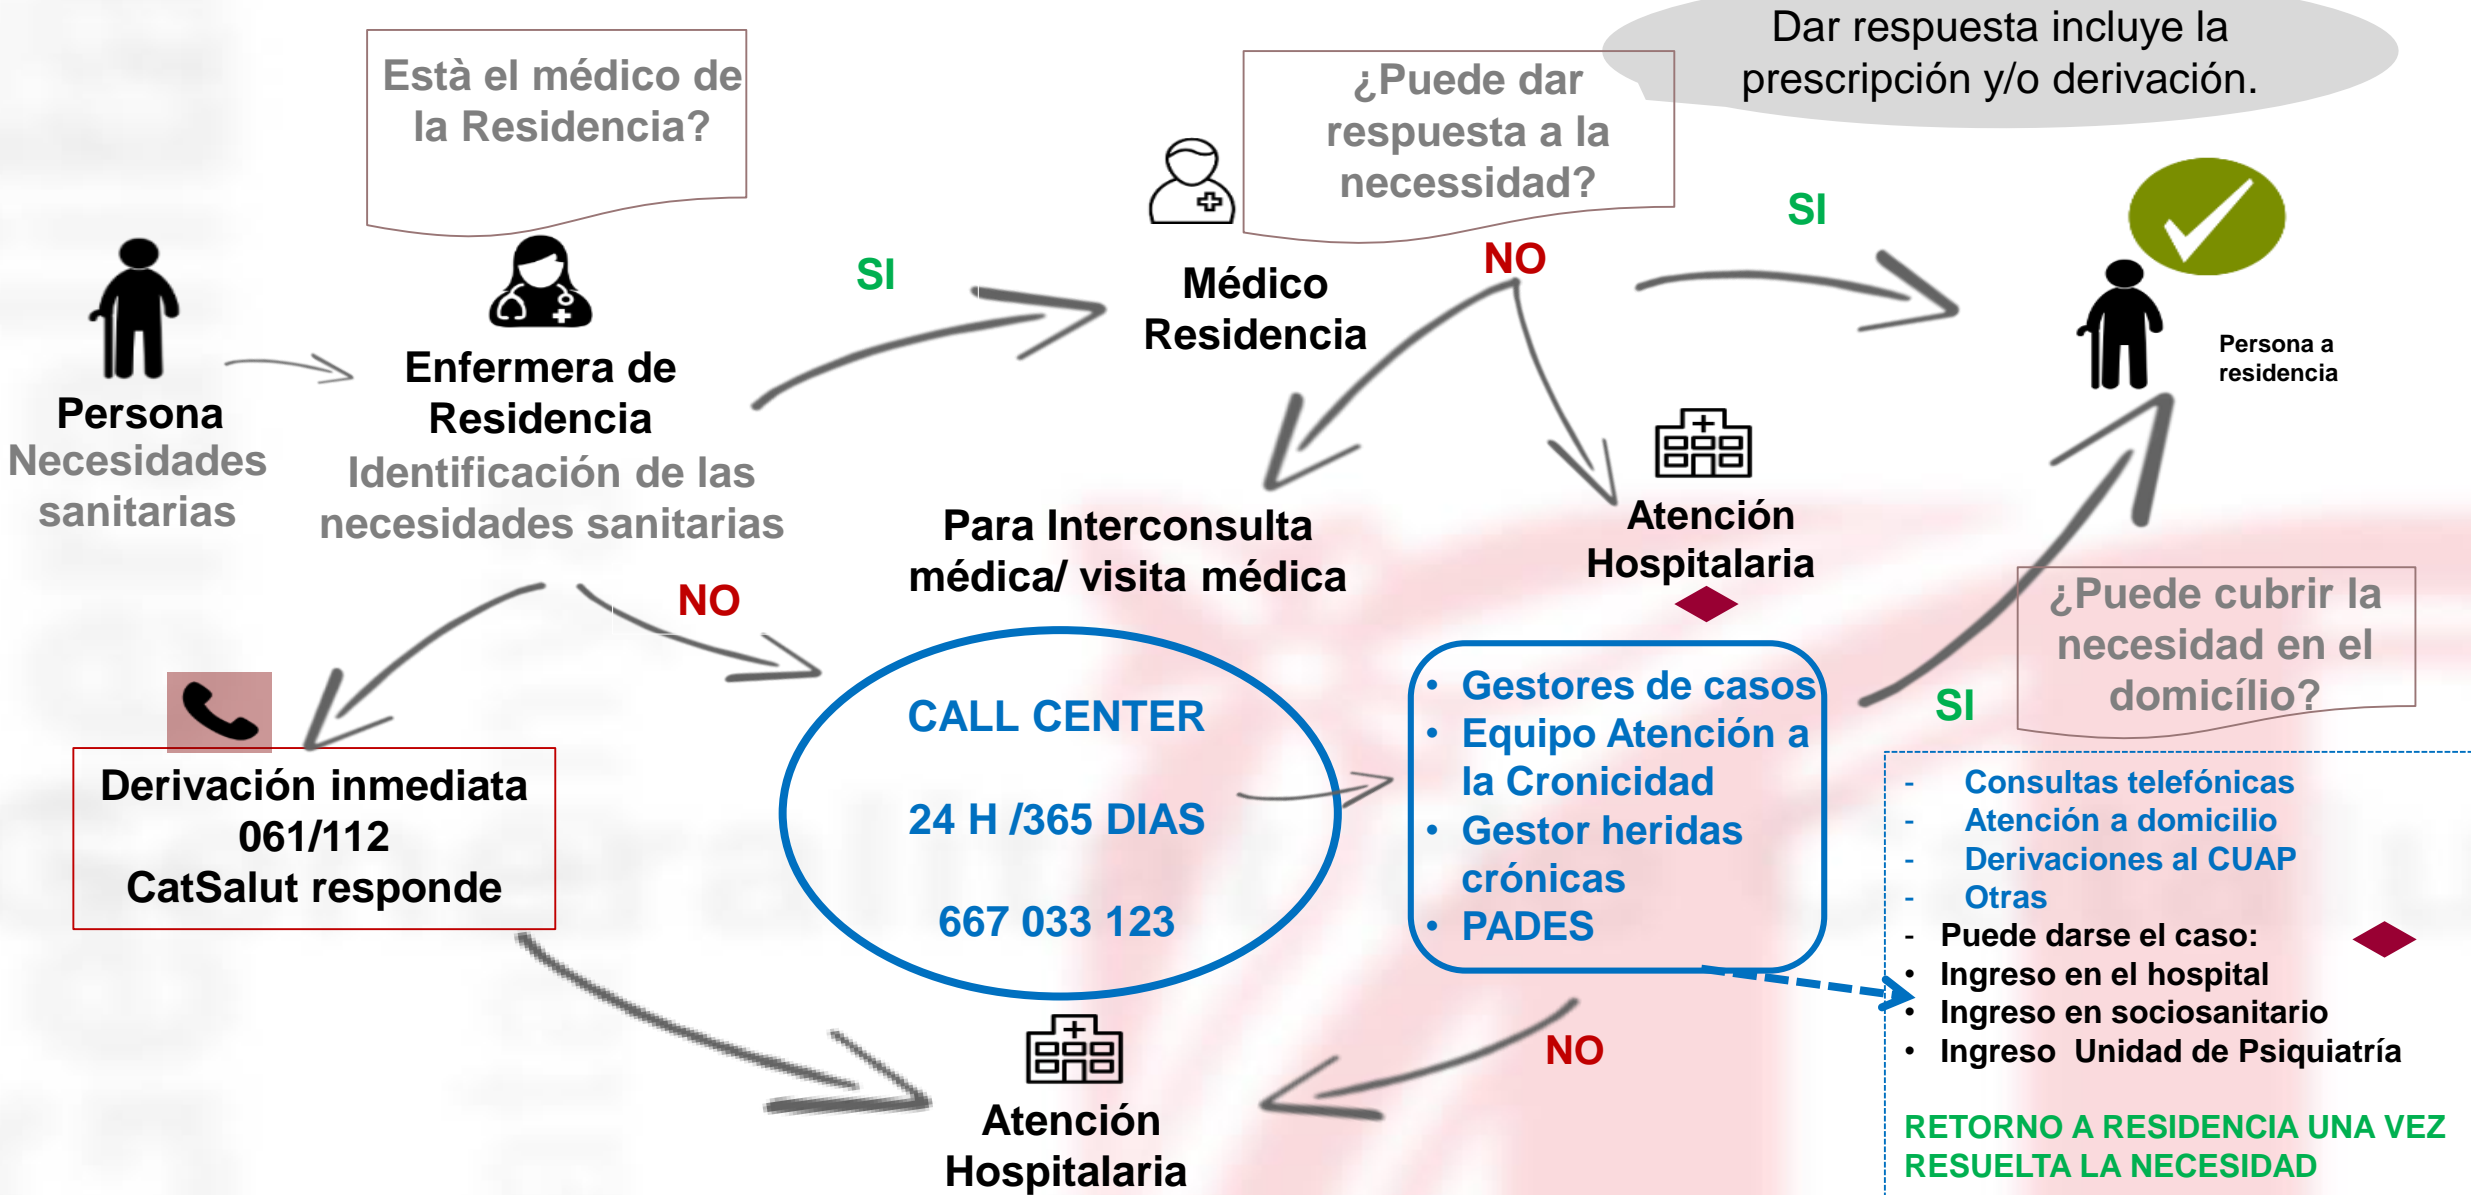 Dar respuesta incluye la
prescripción y/o derivación.
Està el médico de
la Residencia?
¿Puede dar
respuesta a la
necessidad?
SI
SI
NO
Médico
Residencia
Persona a
residencia
Enfermera de
Residencia
Identificación de las
necesidades sanitarias
Persona
Necesidades
sanitarias
Para Interconsulta
médica/ visita médica
Atención
Hospitalaria
NO
¿Puede cubrir la
necesidad en el
domicílio?
SI
Derivación inmediata
061/112
CatSalut responde
CALL CENTER
24 H /365 DIAS
667 033 123
• Gestores de casos
• Equipo Atención a
la Cronicidad
• Gestor heridas
crónicas
• PADES
- Consultas telefónicas
- Atención a domicilio
- Derivaciones al CUAP
- Otras
- Puede darse el caso:
• Ingreso en el hospital
• Ingreso en sociosanitario
• Ingreso Unidad de Psiquiatría
RETORNO A RESIDENCIA UNA VEZ
RESUELTA LA NECESIDAD
NO
Atención
Hospitalaria